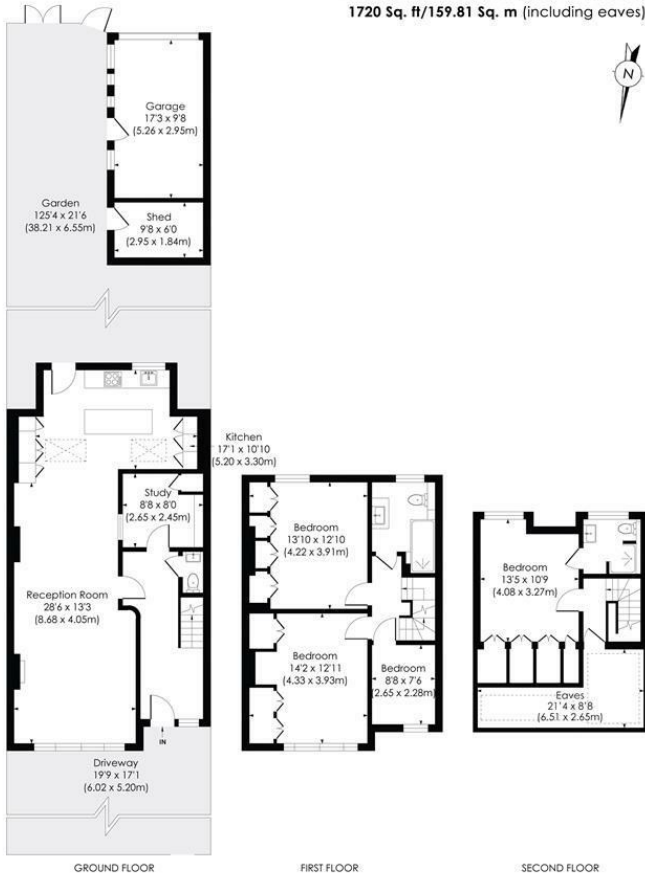 1720 Sq. ft/159.81 Sq. m (including eaves)
N
Garage
17'3 x 9'8
(5.26 x 2.95m)
Garden
125'4 x 21'6
(38.21 x 6.55m)
Shed
9'8 x 6'0
(2.95 x 1.84m)
Kitchen
17'1 x 10'10
(5.20 x 3.30m)
Study
8'8 x 8'0
(2.65 x 2.45m)
Reception Room
28'6 x 13'3
(8.68 x 4.05m)
IN
Driveway
19'9 x 17'1
(6.02 x 5.20m)
GROUND FLOOR
Bedroom
13'10 x 12'10
(4.22 x 3.91m)
Bedroom
14'2 x 12'11
(4.33 x 3.93m)
Bedroom
8'8 x 7'6
(2.65 x 2.28m)
FIRST FLOOR
Bedroom
13'5 x 10'9
(4.08 x 3.27m)
Eaves
21'4 x 8'8
(6.51 x 2.65m)
SECOND FLOOR